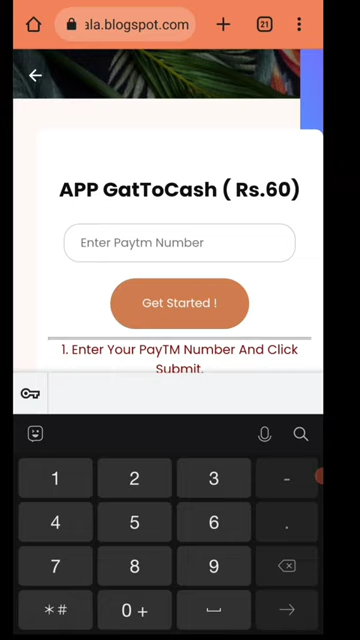 ala.blogspot.com
21
APP GatToCash ( Rs.60)
Enter Paytm Number
Get Started !
1. Enter Your PayTM Number And Click
Submit.
1 2 3 -
4 5 6 .
7 8 9
*# 0 +